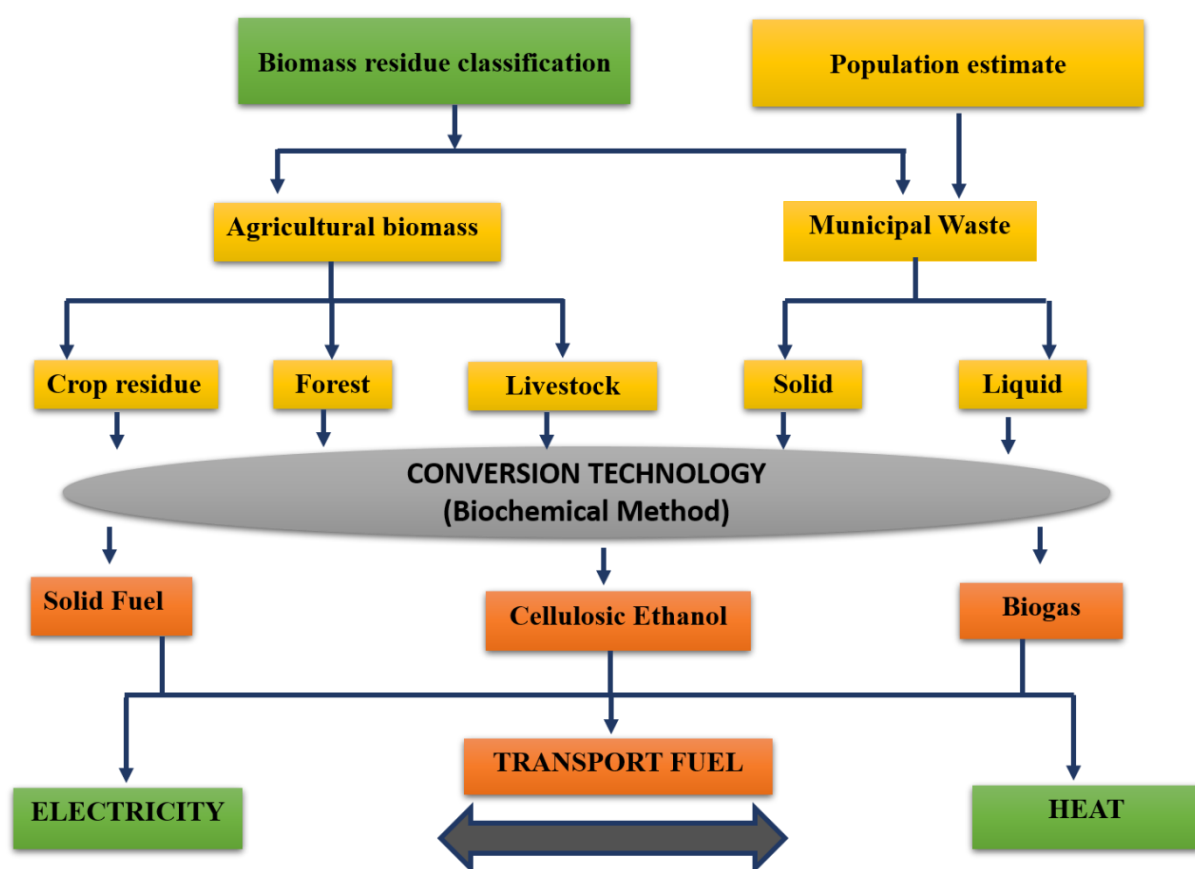 Biomass residue classification
Population estimate
Agricultural biomass
Municipal Waste
Crop residue
Forest
Livestock
Solid
Liquid
CONVERSION TECHNOLOGY
(Biochemical Method)
Solid Fuel
Cellulosic Ethanol
Biogas
TRANSPORT FUEL
ELECTRICITY
HEAT